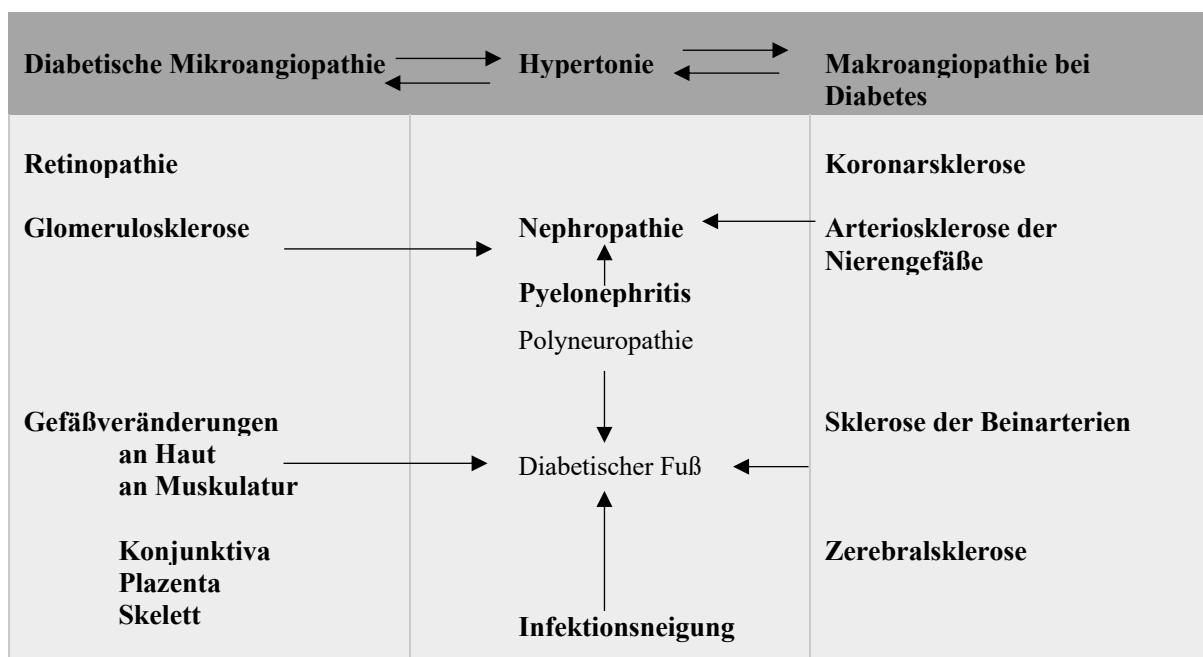 Diabetische Mikroangiopathie
Hypertonie
Makroangiopathie bei
Diabetes
Retinopathie
Koronarsklerose
Glomerulosklerose
Nephropathie
Arteriosklerose der
Nierengefäße
Pyelonephritis
Polyneuropathie
Gefäßveränderungen
an Haut
an Muskulatur
Sklerose der Beinarterien
Diabetischer Fuß
Konjunktiva
Plazenta
Skelett
Zerebralsklerose
Infektionsneigung